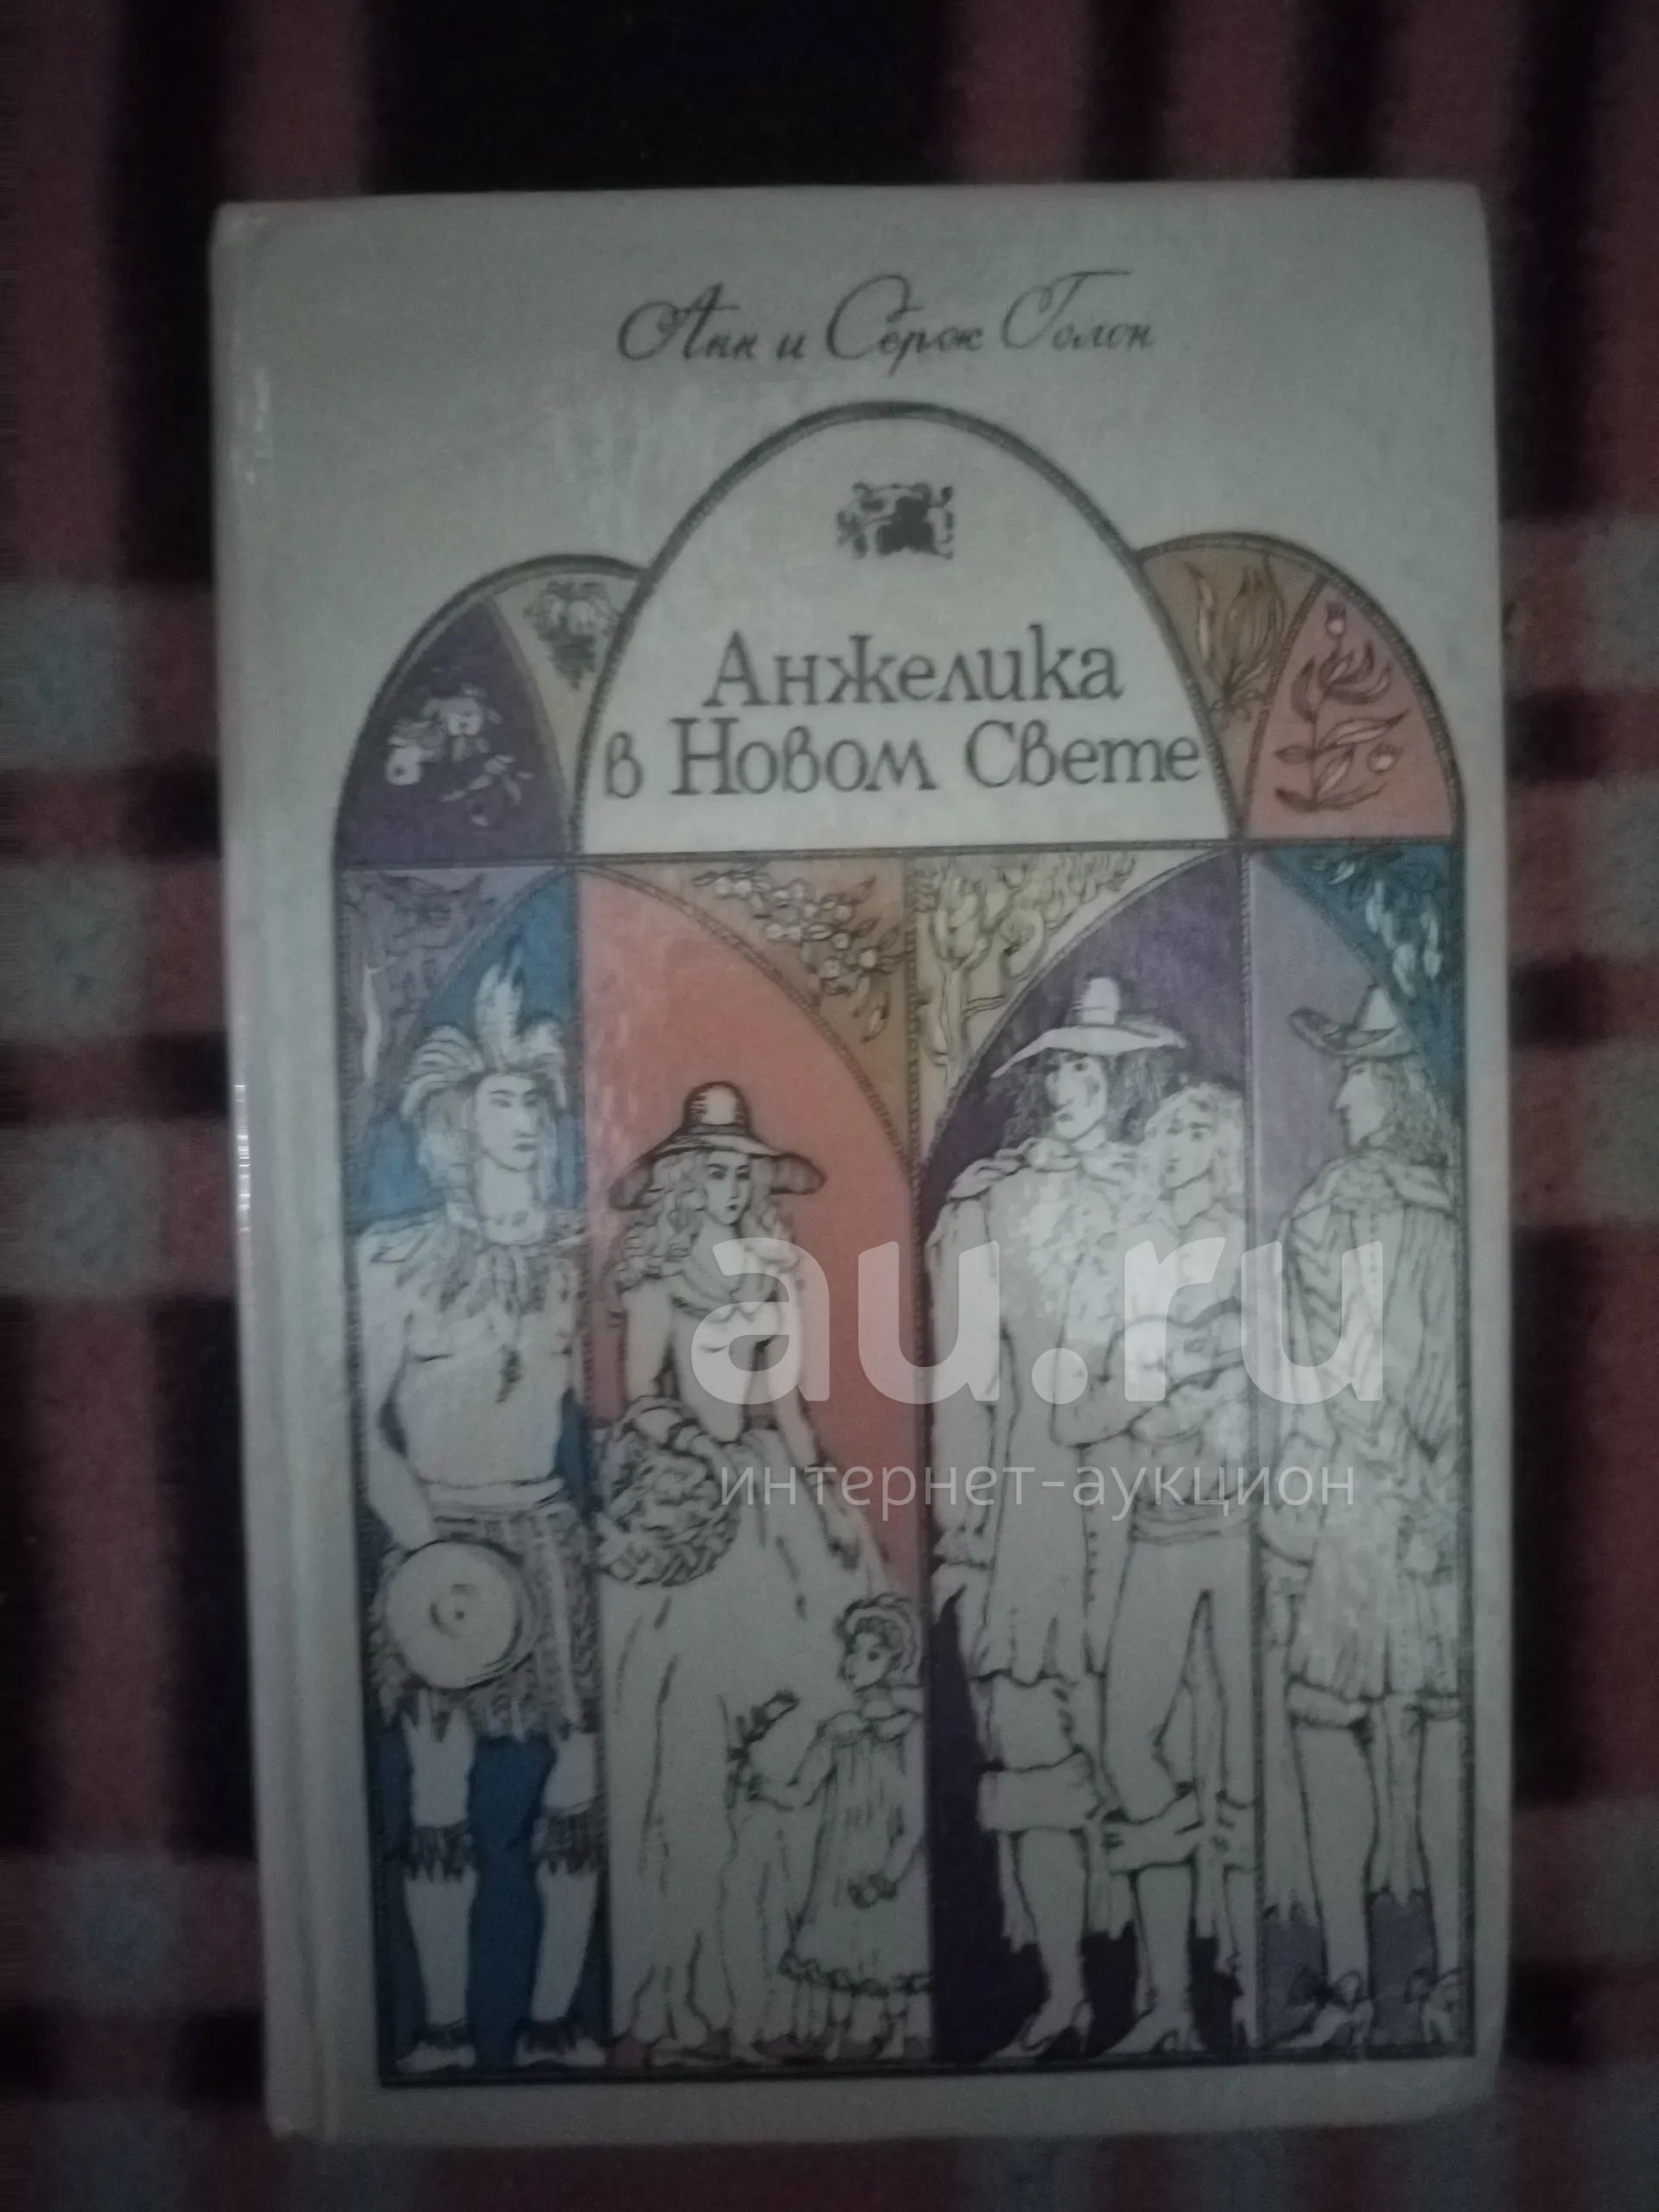 Анн и Серж Голон
Анжелика
в Новом Свете
au.ru
интернет-аукцион